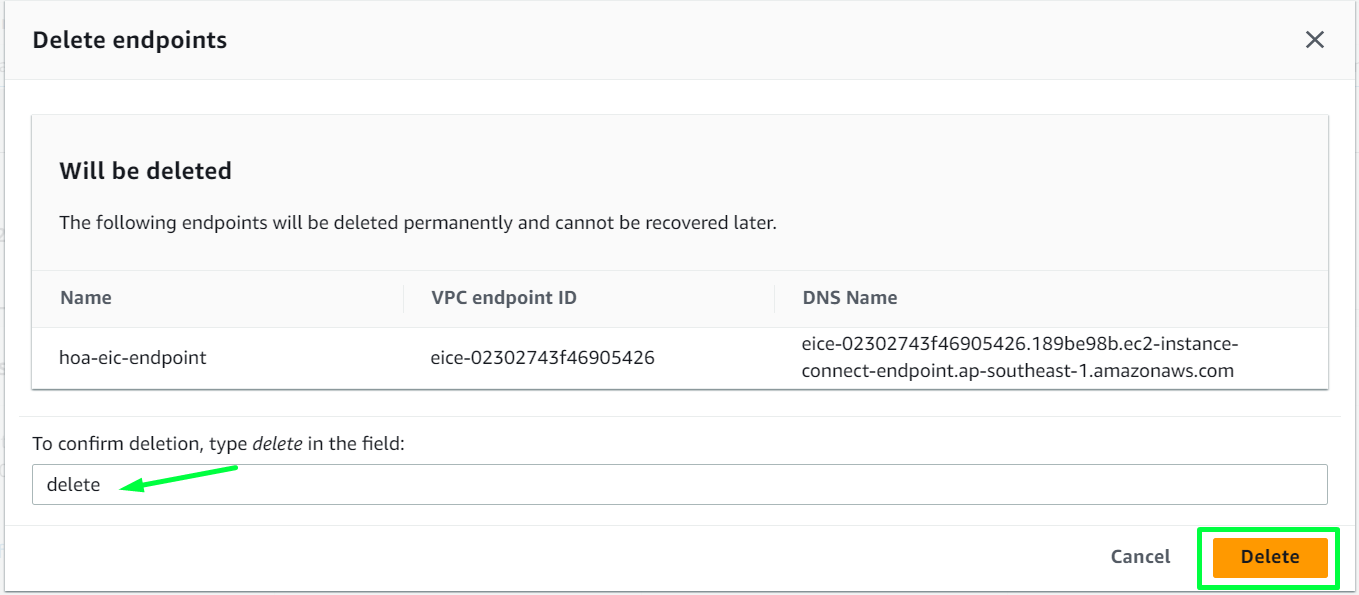 Delete endpoints
Will be deleted
The following endpoints will be deleted permanently and cannot be recovered later.
Name VPC endpoint ID DNS Name
hoa-eic-endpoint eice-02302743f46905426 eice-02302743f46905426.189be98b.ec2-instance-
connect-endpoint.ap-southeast-1.amazonaws.com
To confirm deletion, type delete in the field:
delete
Cancel Delete